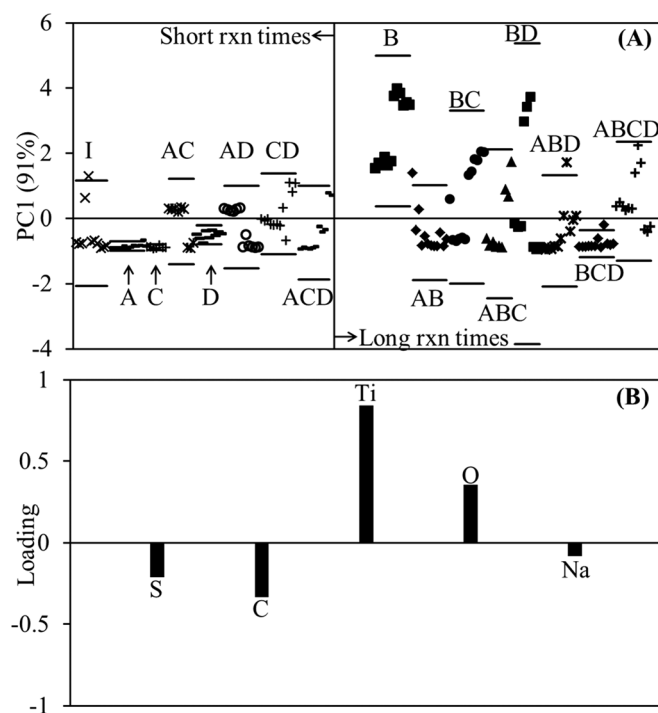 6
4
2
0
-2
-4
PC1 (91%)
Short rxn times
(A)
I
AC
AD
CD
A
C
D
ACD
B
BC
BD
ABD
ABCD
AB
ABC
BCD
Long rxn times
1
0.5
0
-0.5
-1
Loading
(B)
S
C
Ti
O
Na